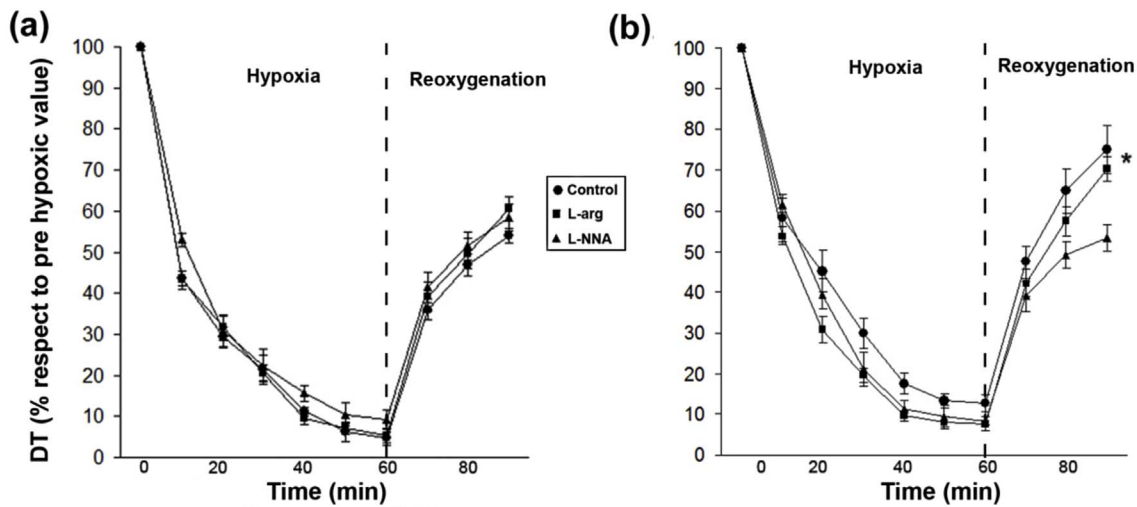 (a)
DT (% respect to pre hypoxic value)
100
90
80
70
60
50
40
30
20
10
0
Hypoxia
Reoxygenation
0 20 40 60 80
Time (min)
Control
L-arg
L-NNA
(b)
100
90
80
70
60
50
40
30
20
10
0
Hypoxia
Reoxygenation
*
0 20 40 60 80
Time (min)